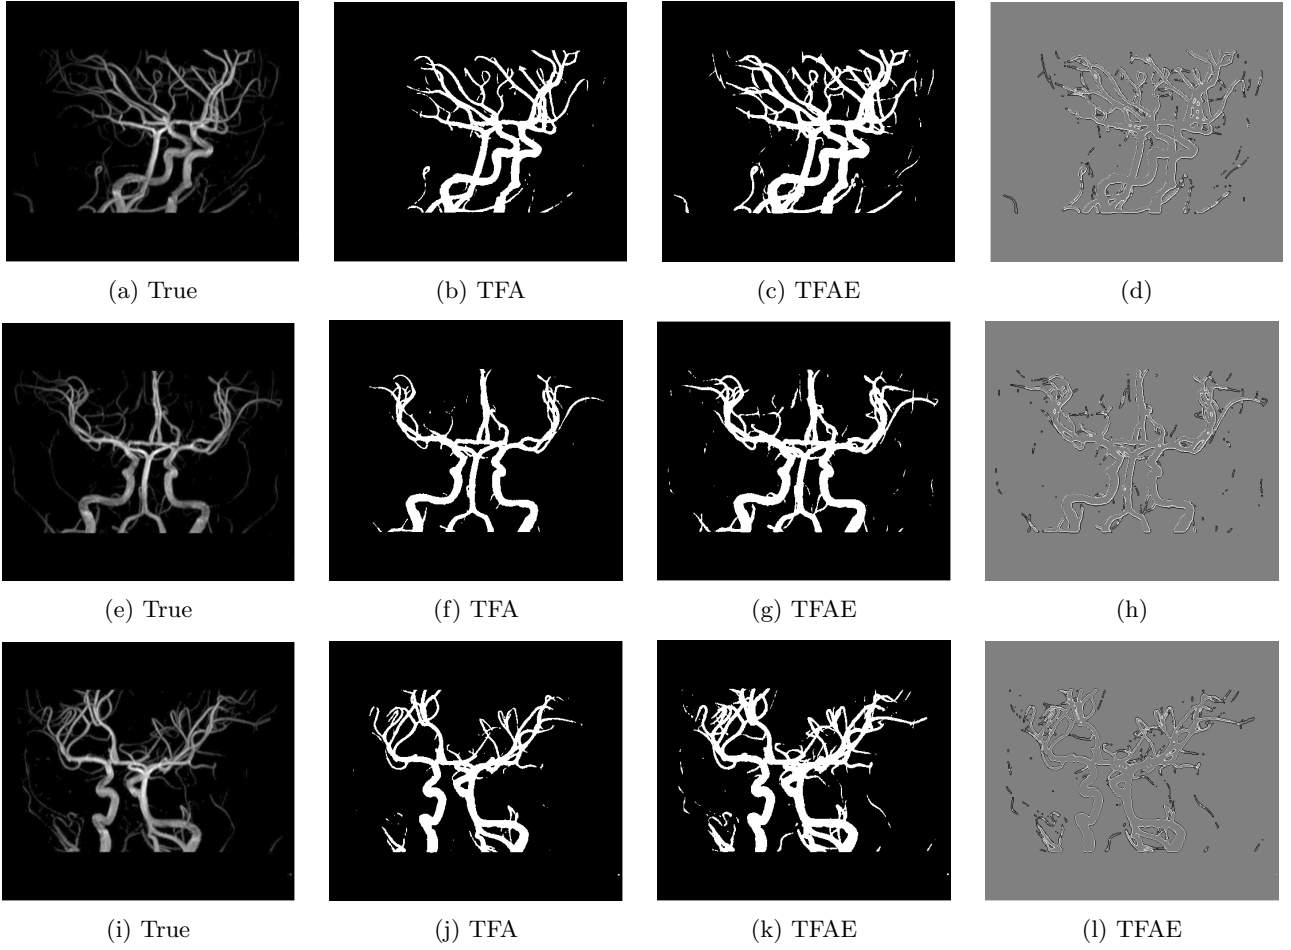 (a) True (b) TFA (c) TFAE (d)
(e) True (f) TFA (g) TFAE (h)
(i) True (j) TFA (k) TFAE (l) TFAE